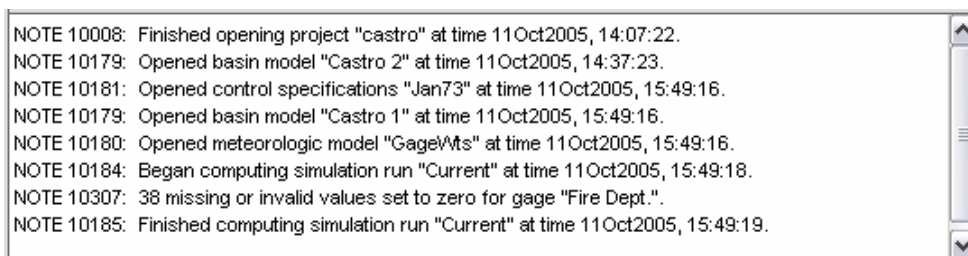 NOTE 10008: Finished opening project "castro" at time 11Oct2005, 14:07:22.
NOTE 10179: Opened basin model "Castro 2" at time 11Oct2005, 14:37:23.
NOTE 10181: Opened control specifications "Jan73" at time 11Oct2005, 15:49:16.
NOTE 10179: Opened basin model "Castro 1" at time 11Oct2005, 15:49:16.
NOTE 10180: Opened meteorologic model "GageWts" at time 11Oct2005, 15:49:16.
NOTE 10184: Began computing simulation run "Current" at time 11Oct2005, 15:49:18.
NOTE 10307: 38 missing or invalid values set to zero for gage "Fire Dept.".
NOTE 10185: Finished computing simulation run "Current" at time 11Oct2005, 15:49:19.